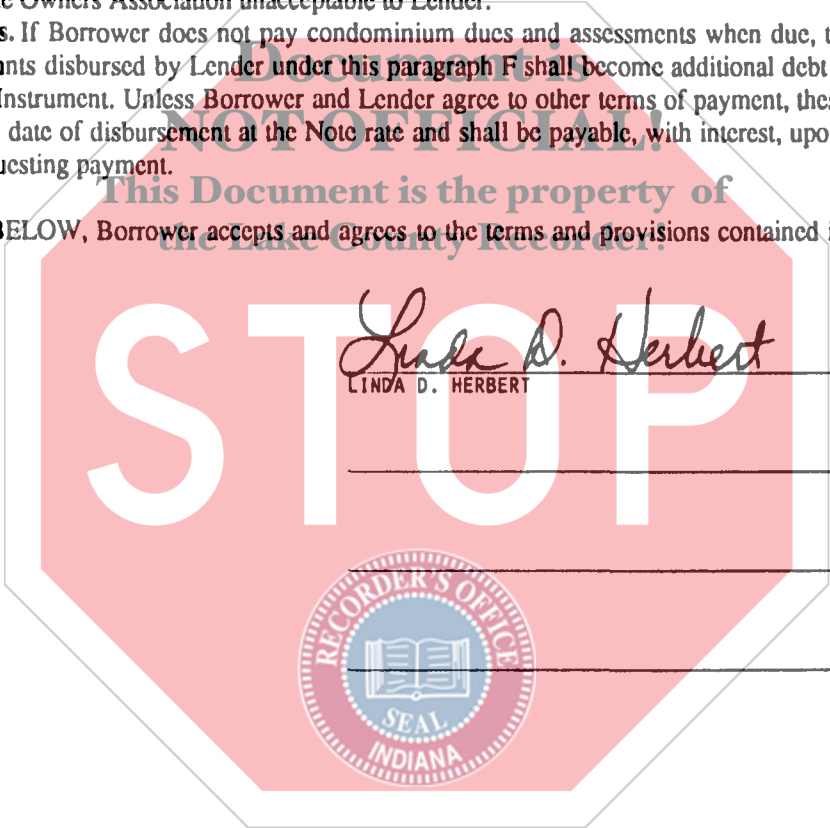 e Owners Association unacceptable to Lender.
s. If Borrower does not pay condominium dues and assessments when due, t
nts disbursed by Lender under this paragraph F shall become additional debt
Instrument. Unless Borrower and Lender agree to other terms of payment, thes
date of disbursement at the Note rate and shall be payable, with interest, upo
uesting payment.
BELOW, Borrower accepts and agrees to the terms and provisions contained i
Document is
NOT OFFICIAL!
This Document is the property of
the Lake County Recorder!
STOP
Linda D. Herbert
LINDA D. HERBERT
RECORDER'S OFFICE
SEAL
INDIANA